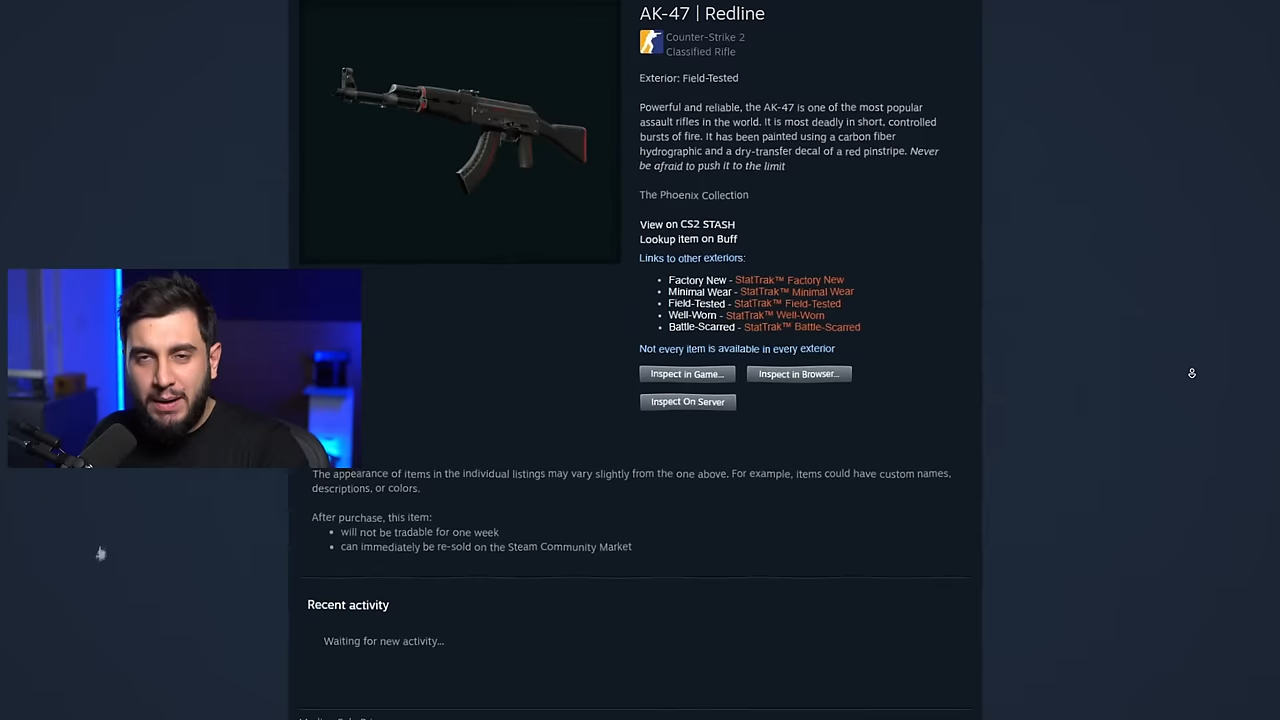 AK-47 | Redline
Counter-Strike 2
Classified Rifle
Exterior: Field-Tested
Powerful and reliable, the AK-47 is one of the most popular
assault rifles in the world. It is most deadly in short, controlled
bursts of fire. It has been painted using a carbon fiber
hydrographic and a dry-transfer decal of a red pinstripe. Never
be afraid to push it to the limit
The Phoenix Collection
View on CS2 STASH
Lookup item on Buff
Links to other exteriors:
• Factory New - StatTrak™ Factory New
• Minimal Wear - StatTrak™ Minimal Wear
• Field-Tested - StatTrak™ Field-Tested
• Well-Worn - StatTrak™ Well-Worn
• Battle-Scarred - StatTrak™ Battle-Scarred
Not every item is available in every exterior
Inspect in Game... Inspect in Browser...
Inspect On Server
The appearance of items in the individual listings may vary slightly from the one above. For example, items could have custom names,
descriptions, or colors.
After purchase, this item:
• will not be tradable for one week
• can immediately be re-sold on the Steam Community Market
Recent activity
Waiting for new activity...